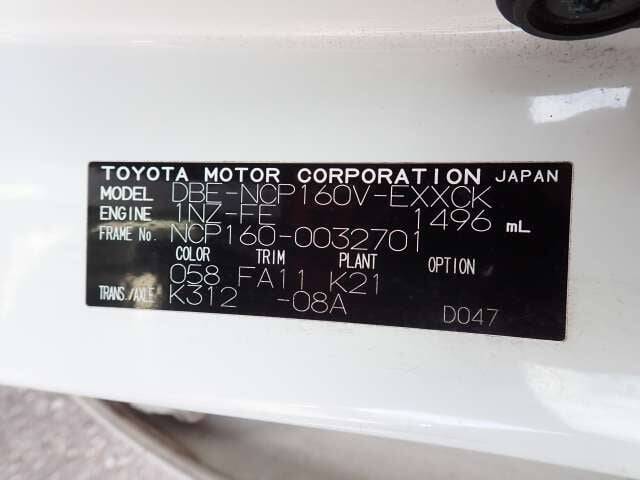 TOYOTA MOTOR CORPORATION JAPAN
MODEL DBE-NCP160V-EXXCK
ENGINE 1NZ-FE 1496 mL
FRAME No. NCP160-0032701
COLOR TRIM PLANT OPTION
058 FA11 K21
TRANS./AXLE K312 -08A
D047